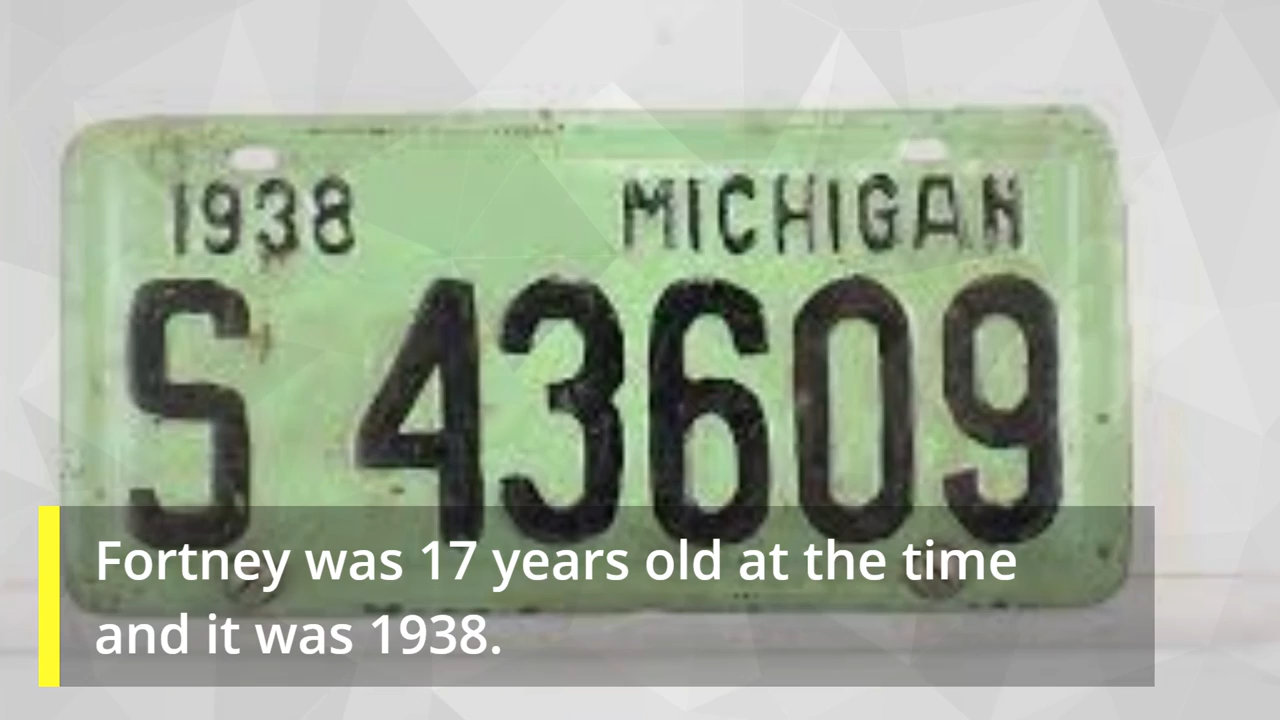 1938 MICHIGAN
S 43609
Fortney was 17 years old at the time
and it was 1938.